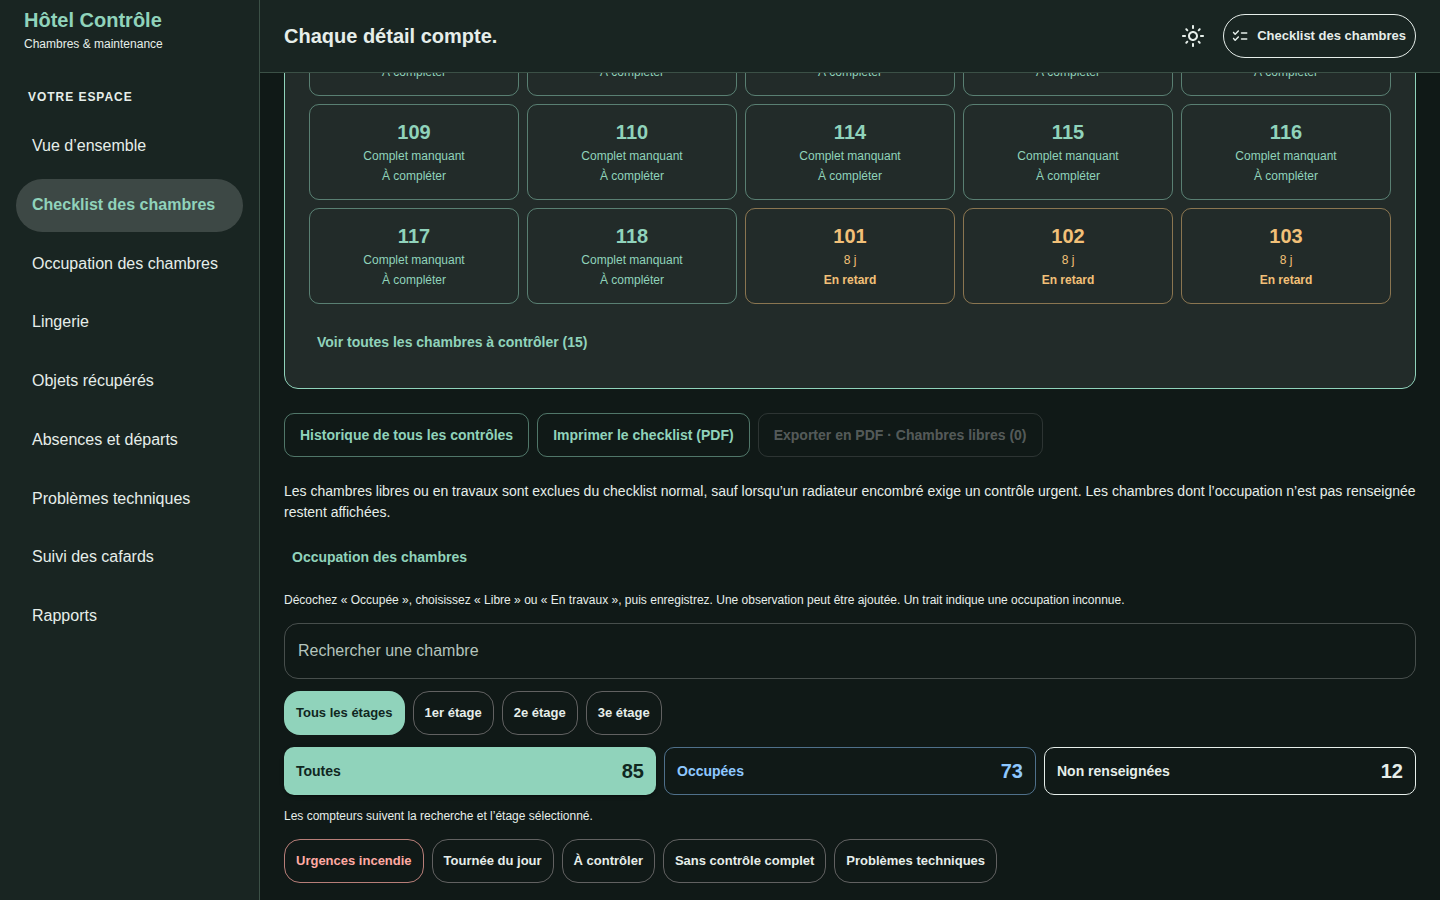 Hôtel Contrôle
Chambres & maintenance
VOTRE ESPACE
Vue d’ensemble
Checklist des chambres
Occupation des chambres
Lingerie
Objets récupérés
Absences et départs
Problèmes techniques
Suivi des cafards
Rapports
Chaque détail compte.
Checklist des chambres
À compléter À compléter À compléter À compléter À compléter
109 110 114 115 116
Complet manquant Complet manquant Complet manquant Complet manquant Complet manquant
À compléter À compléter À compléter À compléter À compléter
117 118 101 102 103
Complet manquant Complet manquant 8 j 8 j 8 j
À compléter À compléter En retard En retard En retard
Voir toutes les chambres à contrôler (15)
Historique de tous les contrôles Imprimer le checklist (PDF) Exporter en PDF · Chambres libres (0)
Les chambres libres ou en travaux sont exclues du checklist normal, sauf lorsqu’un radiateur encombré exige un contrôle urgent. Les chambres dont l’occupation n’est pas renseignée
restent affichées.
Occupation des chambres
Décochez « Occupée », choisissez « Libre » ou « En travaux », puis enregistrez. Une observation peut être ajoutée. Un trait indique une occupation inconnue.
Rechercher une chambre
Tous les étages 1er étage 2e étage 3e étage
Toutes 85 Occupées 73 Non renseignées 12
Les compteurs suivent la recherche et l’étage sélectionné.
Urgences incendie Tournée du jour À contrôler Sans contrôle complet Problèmes techniques